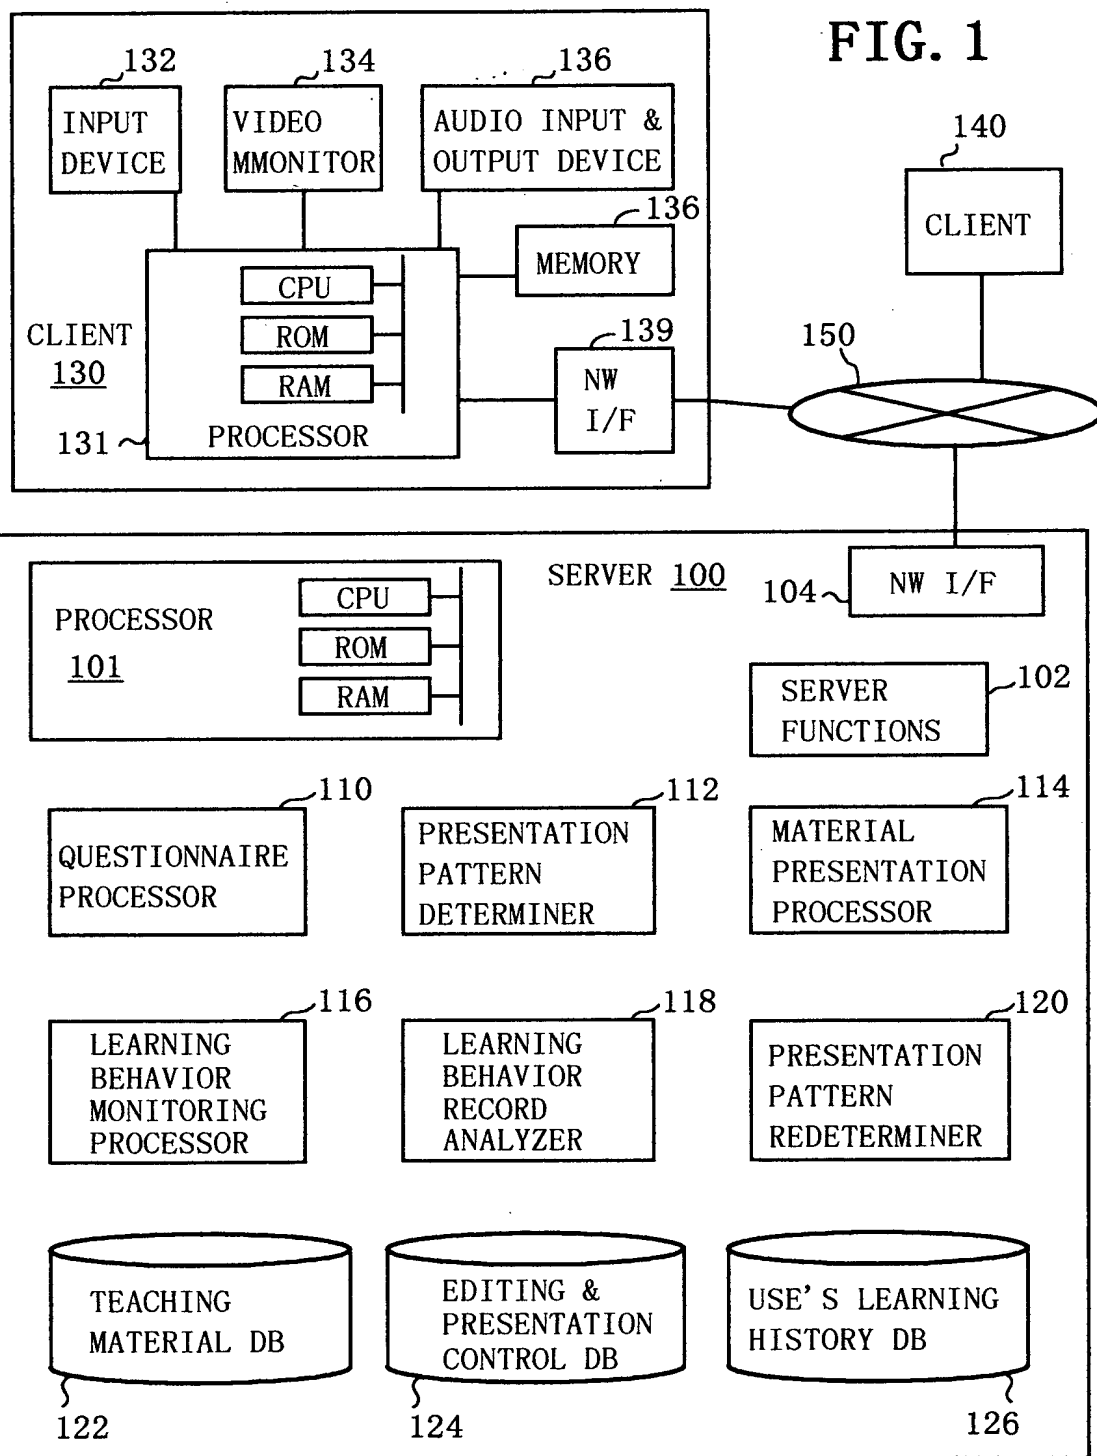 FIG. 1
132
134
136
INPUT
DEVICE
VIDEO
MMONITOR
AUDIO INPUT &
OUTPUT DEVICE
140
CLIENT
136
MEMORY
CPU
ROM
RAM
CLIENT
130
139
NW
I/F
150
131
PROCESSOR
SERVER 100
104
NW I/F
PROCESSOR
101
CPU
ROM
RAM
102
SERVER
FUNCTIONS
110
QUESTIONNAIRE
PROCESSOR
112
PRESENTATION
PATTERN
DETERMINER
114
MATERIAL
PRESENTATION
PROCESSOR
116
LEARNING
BEHAVIOR
MONITORING
PROCESSOR
118
LEARNING
BEHAVIOR
RECORD
ANALYZER
120
PRESENTATION
PATTERN
REDETERMINER
TEACHING
MATERIAL DB
122
EDITING &
PRESENTATION
CONTROL DB
124
USE'S LEARNING
HISTORY DB
126